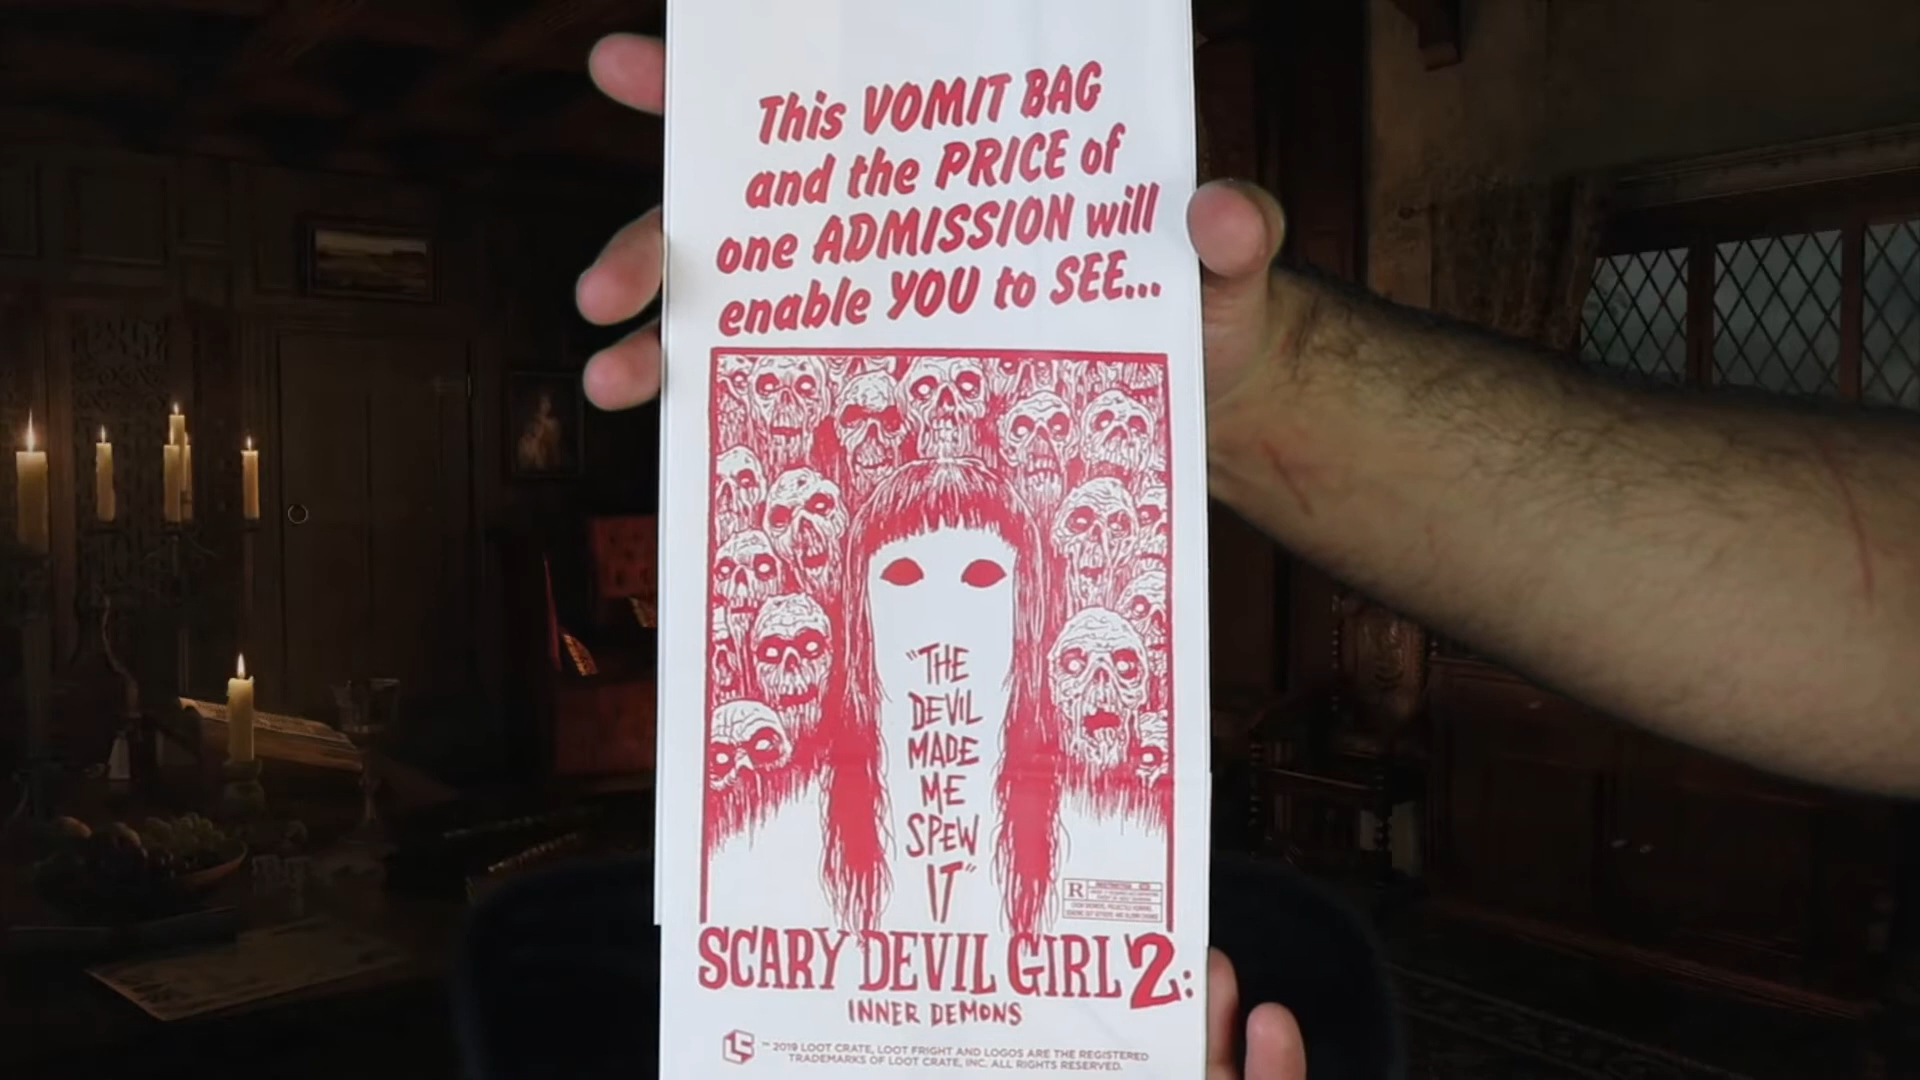 This VOMIT BAG
and the PRICE of
one ADMISSION will
enable YOU to SEE...
"THE
DEVIL
MADE
ME
SPEW
IT"
R
SCARY DEVIL GIRL 2:
INNER DEMONS
LC ™ 2019 LOOT CRATE, LOOT FRIGHT AND LOGOS ARE THE REGISTERED
TRADEMARKS OF LOOT CRATE, INC. ALL RIGHTS RESERVED.